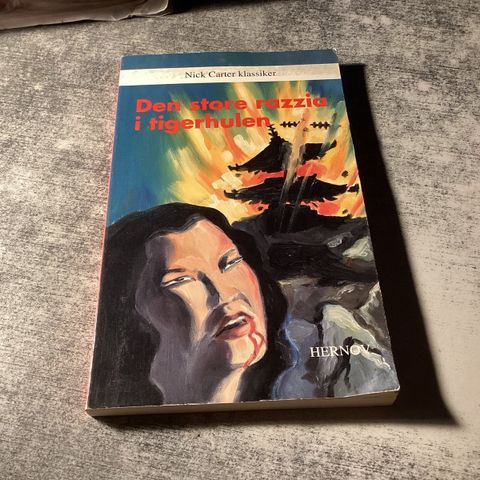 Nick Carter klassiker
Den store razzia
i tigerhulen
HERNOV